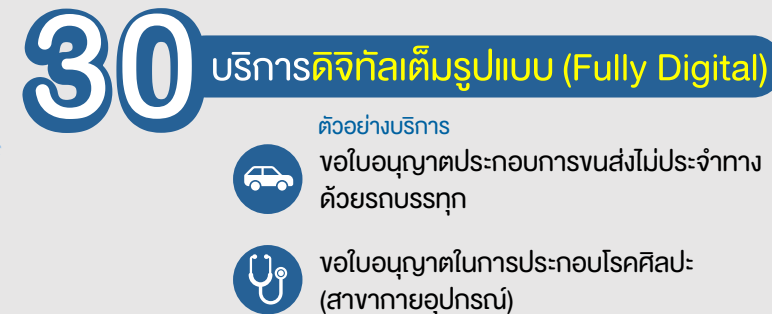 30 บริการดิจิทัลเต็มรูปแบบ (Fully Digital)
ตัวอย่างบริการ
ขอใบอนุญาตประกอบการขนส่งไม่ประจำทาง
ด้วยรถบรรทุก
ขอใบอนุญาตในการประกอบโรคศิลปะ
(สาขากายอุปกรณ์)